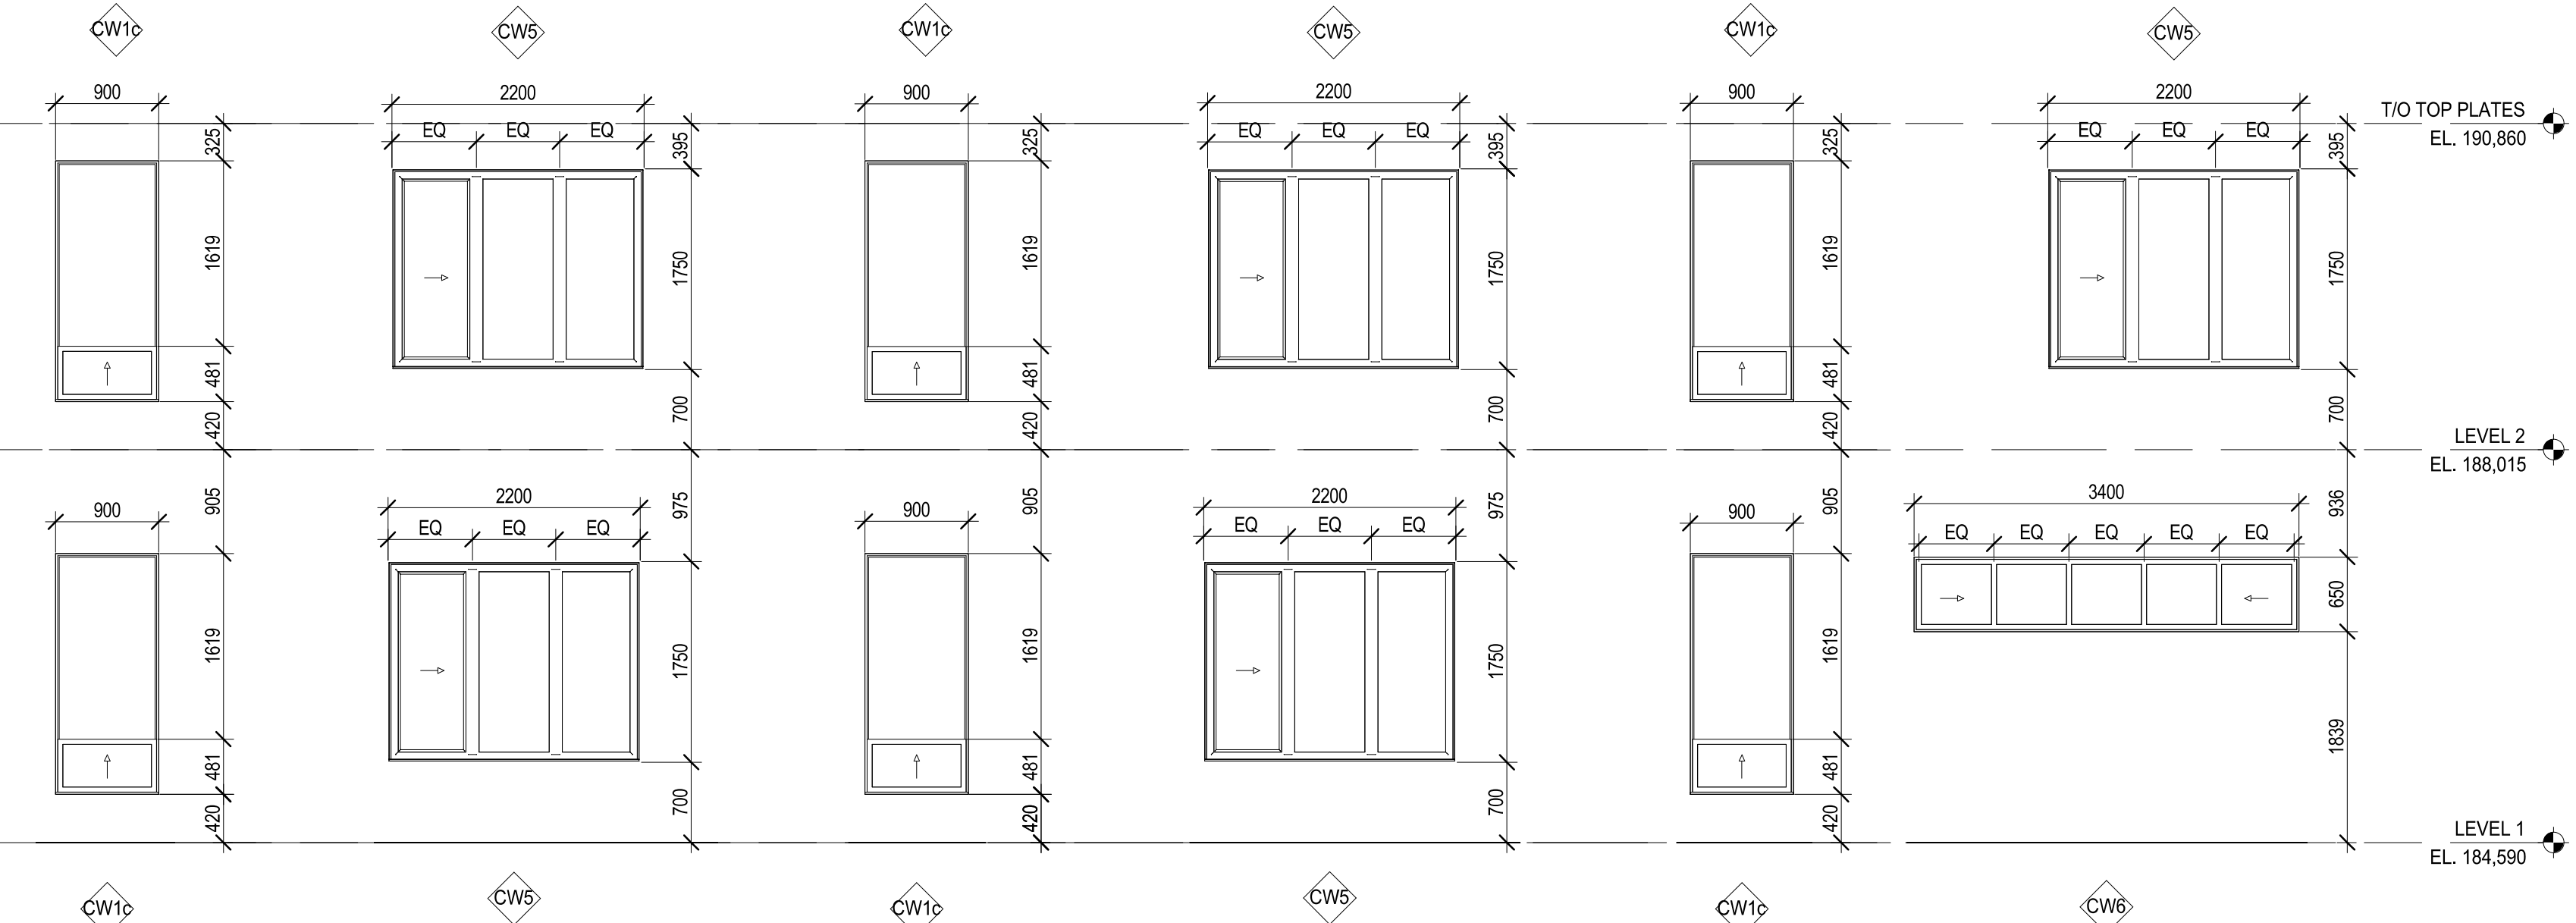 CW1c CW5 CW1c CW5 CW1c CW5
900 2200 900 2200 900 2200
T/O TOP PLATES
EL. 190,860
EQ EQ EQ EQ EQ EQ EQ EQ EQ
325 395 325 395 325 395
1619 1750 1619 1750 1619 1750
481 481 481
420 700 420 700 420 700
LEVEL 2
EL. 188,015
905 975 905 975 905 936
900 2200 900 2200 900 3400
EQ EQ EQ EQ EQ EQ EQ EQ EQ EQ EQ
650
1619 1750 1619 1750 1619
1839
481 481 481
420 700 420 700 420
LEVEL 1
EL. 184,590
CW1c CW5 CW1c CW5 CW1c CW6